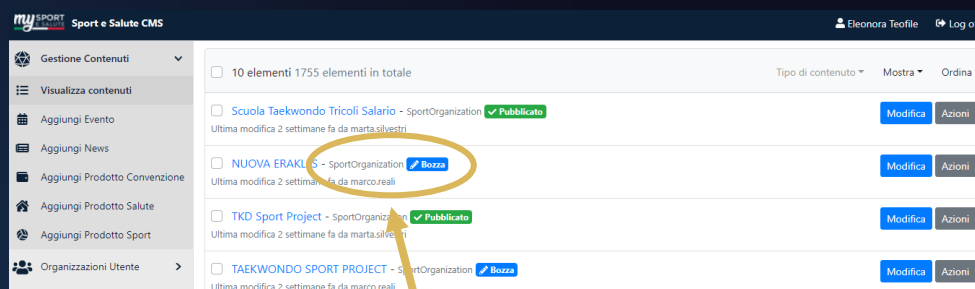 my SPORT E SALUTE Sport e Salute CMS
Eleonora Teofile Log o
Gestione Contenuti
Visualizza contenuti
Aggiungi Evento
Aggiungi News
Aggiungi Prodotto Convenzione
Aggiungi Prodotto Salute
Aggiungi Prodotto Sport
Organizzazioni Utente
10 elementi 1755 elementi in totale
Tipo di contenuto Mostra Ordina
Scuola Taekwondo Tricoli Salario - SportOrganization Pubblicato
Ultima modifica 2 settimane fa da marta.silvestri
Modifica Azioni
NUOVA - SportOrganization Bozza
Ultima modifica 2 settimane fa da marco.reali
Modifica Azioni
TKD Sport Project - SportOrganization Pubblicato
Ultima modifica 2 settimane fa da marta.silvestri
Modifica Azioni
TAEKWONDO SPORT PROJECT - SportOrganization Bozza
Ultima modifica 2 settimane fa da marco.reali
Modifica Azioni